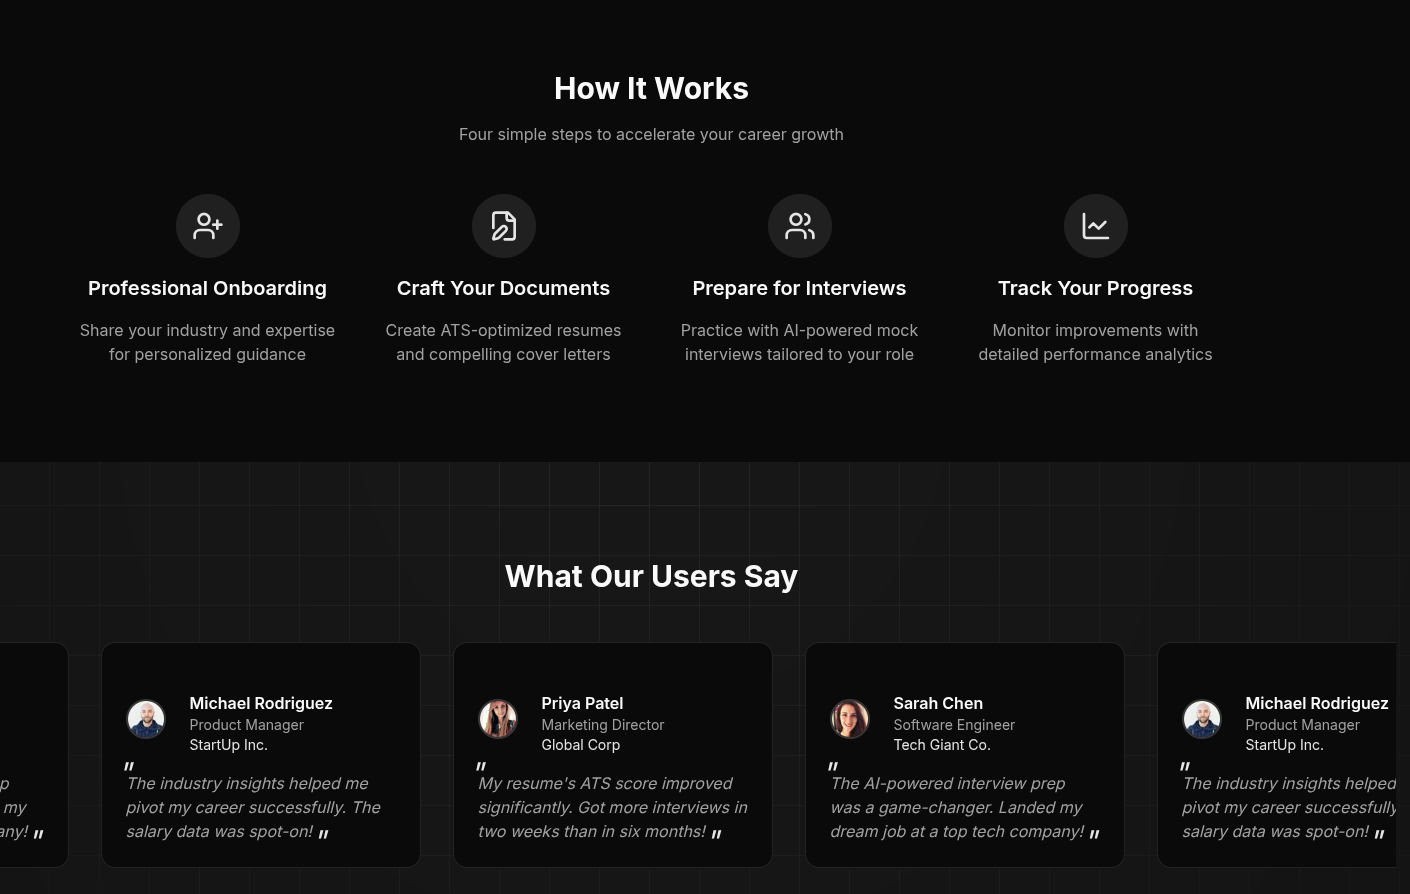 How It Works
Four simple steps to accelerate your career growth
Professional Onboarding
Share your industry and expertise
for personalized guidance
Craft Your Documents
Create ATS-optimized resumes
and compelling cover letters
Prepare for Interviews
Practice with AI-powered mock
interviews tailored to your role
Track Your Progress
Monitor improvements with
detailed performance analytics
What Our Users Say
my
Michael Rodriguez
Product Manager
StartUp Inc.
"
The industry insights helped me
pivot my career successfully. The
salary data was spot-on! "
Priya Patel
Marketing Director
Global Corp
"
My resume's ATS score improved
significantly. Got more interviews in
two weeks than in six months! "
Sarah Chen
Software Engineer
Tech Giant Co.
"
The AI-powered interview prep
was a game-changer. Landed my
dream job at a top tech company! "
Michael Rodriguez
Product Manager
StartUp Inc.
"
The industry insights helped
pivot my career successfully
salary data was spot-on! "